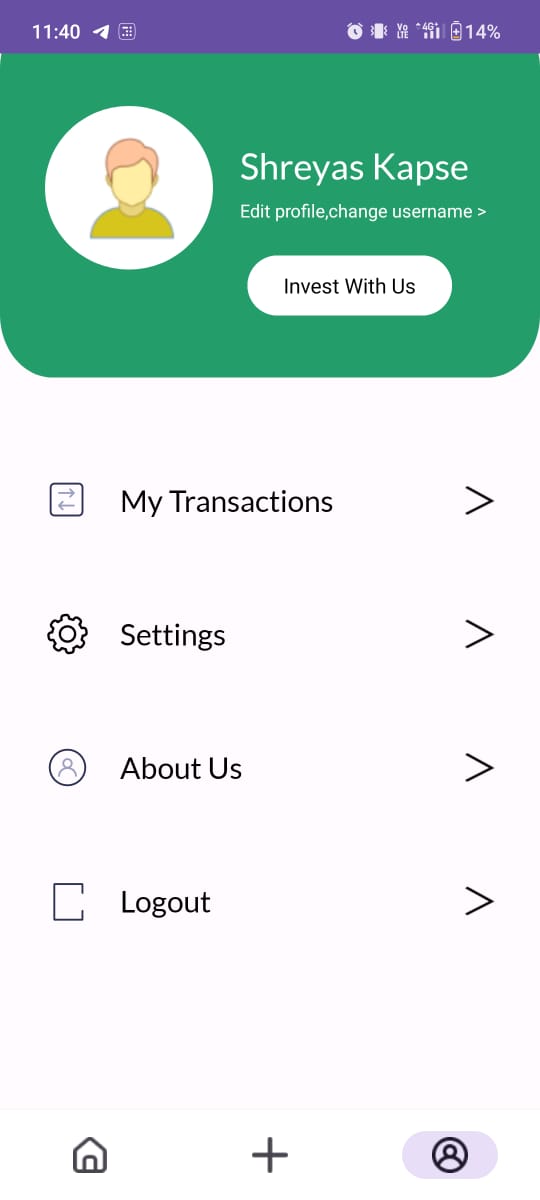 11:40 Vo LTE 4G+ 14%
Shreyas Kapse
Edit profile,change username >
Invest With Us
My Transactions >
Settings >
About Us >
Logout >